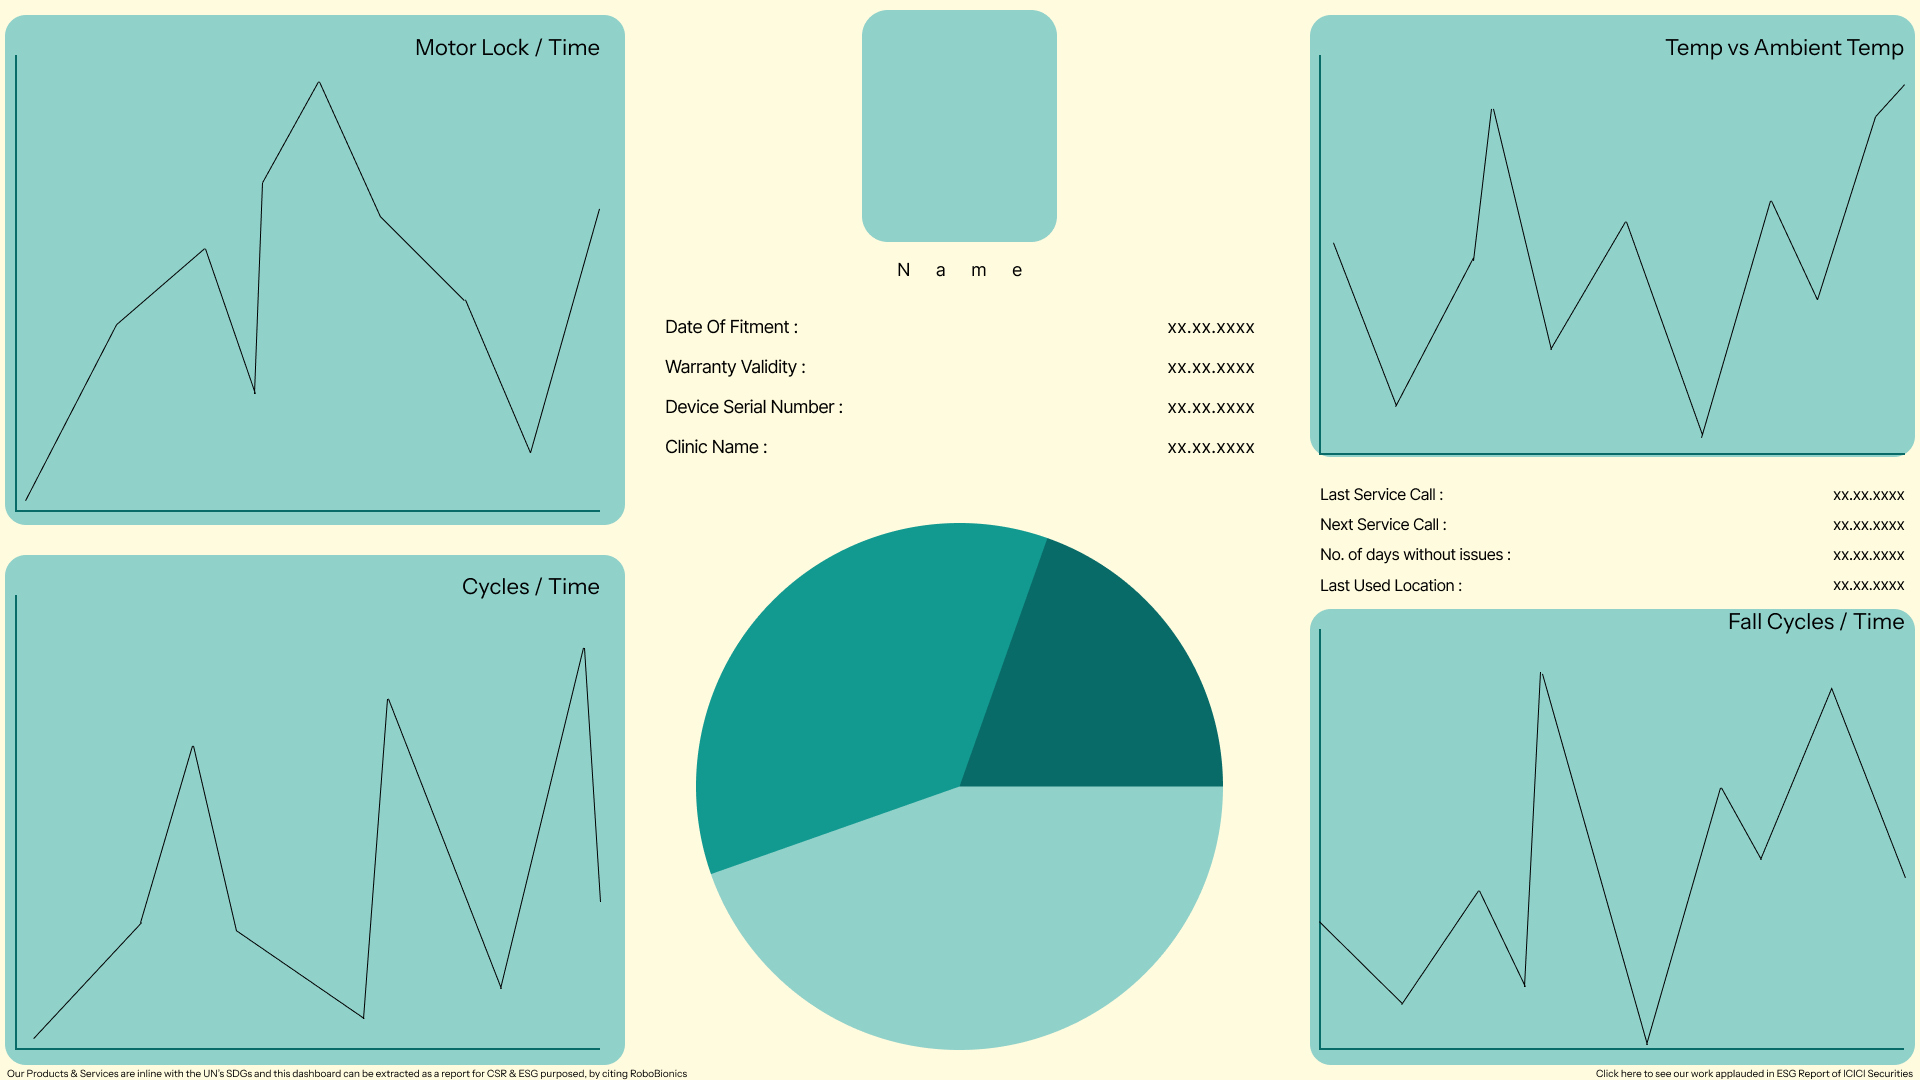 Motor Lock / Time
Temp vs Ambient Temp
N a m e
Date Of Fitment : xx.xx.xxxx
Warranty Validity : xx.xx.xxxx
Device Serial Number : xx.xx.xxxx
Clinic Name : xx.xx.xxxx
Last Service Call : xx.xx.xxxx
Next Service Call : xx.xx.xxxx
No. of days without issues : xx.xx.xxxx
Last Used Location : xx.xx.xxxx
Cycles / Time
Fall Cycles / Time
Our Products & Services are inline with the UN's SDGs and this dashboard can be extracted as a report for CSR & ESG purposed, by citing RoboBionics
Click here to see our work applauded in ESG Report of ICICI Securities